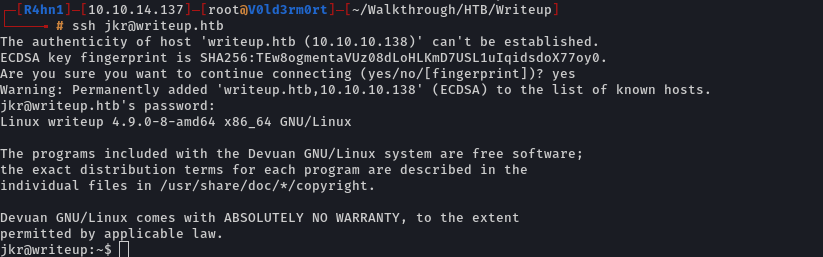 ┌─[R4hn1]─[10.10.14.137]─[root@V0ld3rm0rt]─[~/Walkthrough/HTB/Writeup]
└──── # ssh jkr@writeup.htb
The authenticity of host 'writeup.htb (10.10.10.138)' can't be established.
ECDSA key fingerprint is SHA256:TEw8ogmentaVUz08dLoHLKmD7USL1uIqidsdoX77oy0.
Are you sure you want to continue connecting (yes/no/[fingerprint])? yes
Warning: Permanently added 'writeup.htb,10.10.10.138' (ECDSA) to the list of known hosts.
jkr@writeup.htb's password:
Linux writeup 4.9.0-8-amd64 x86_64 GNU/Linux
The programs included with the Devuan GNU/Linux system are free software;
the exact distribution terms for each program are described in the
individual files in /usr/share/doc/*/copyright.
Devuan GNU/Linux comes with ABSOLUTELY NO WARRANTY, to the extent
permitted by applicable law.
jkr@writeup:~$